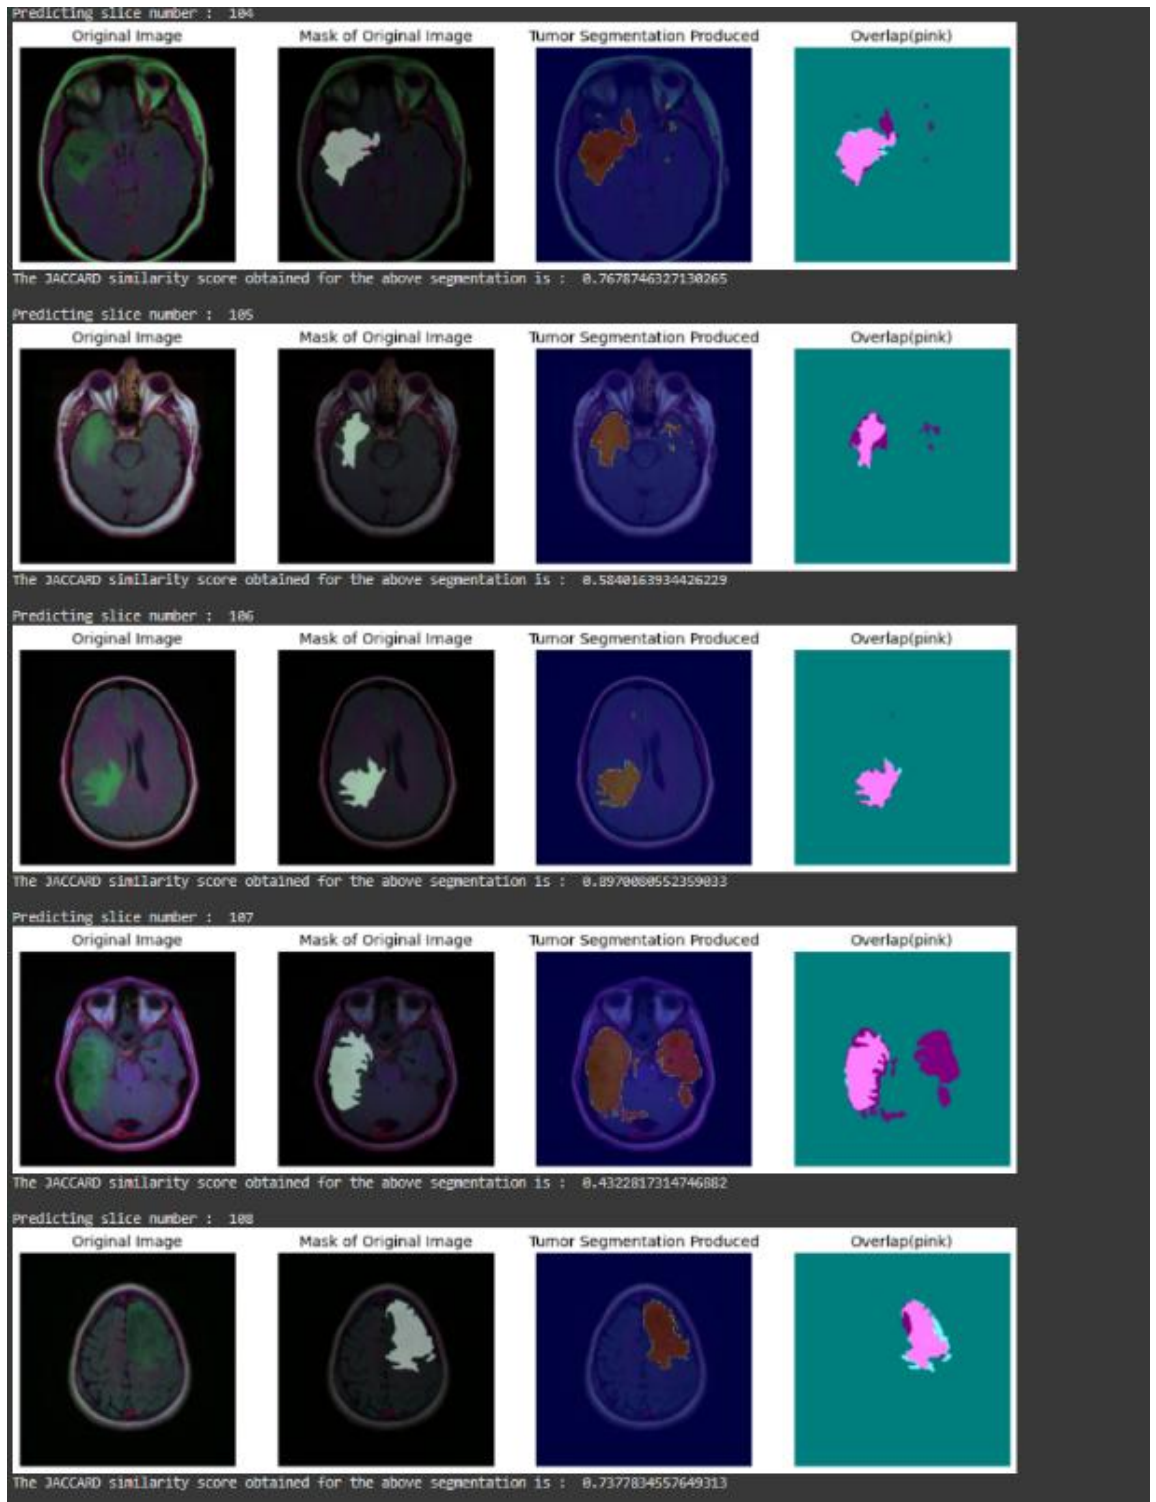 Predicting slice number : 104
Original Image Mask of Original Image Tumor Segmentation Produced Overlap(pink)
The JACCARD similarity score obtained for the above segmentation is : 0.7678746327130265
Predicting slice number : 105
Original Image Mask of Original Image Tumor Segmentation Produced Overlap(pink)
The JACCARD similarity score obtained for the above segmentation is : 0.5840163934426229
Predicting slice number : 106
Original Image Mask of Original Image Tumor Segmentation Produced Overlap(pink)
The JACCARD similarity score obtained for the above segmentation is : 0.8970080552359033
Predicting slice number : 107
Original Image Mask of Original Image Tumor Segmentation Produced Overlap(pink)
The JACCARD similarity score obtained for the above segmentation is : 0.4322817314746882
Predicting slice number : 108
Original Image Mask of Original Image Tumor Segmentation Produced Overlap(pink)
The JACCARD similarity score obtained for the above segmentation is : 0.7377834557649313